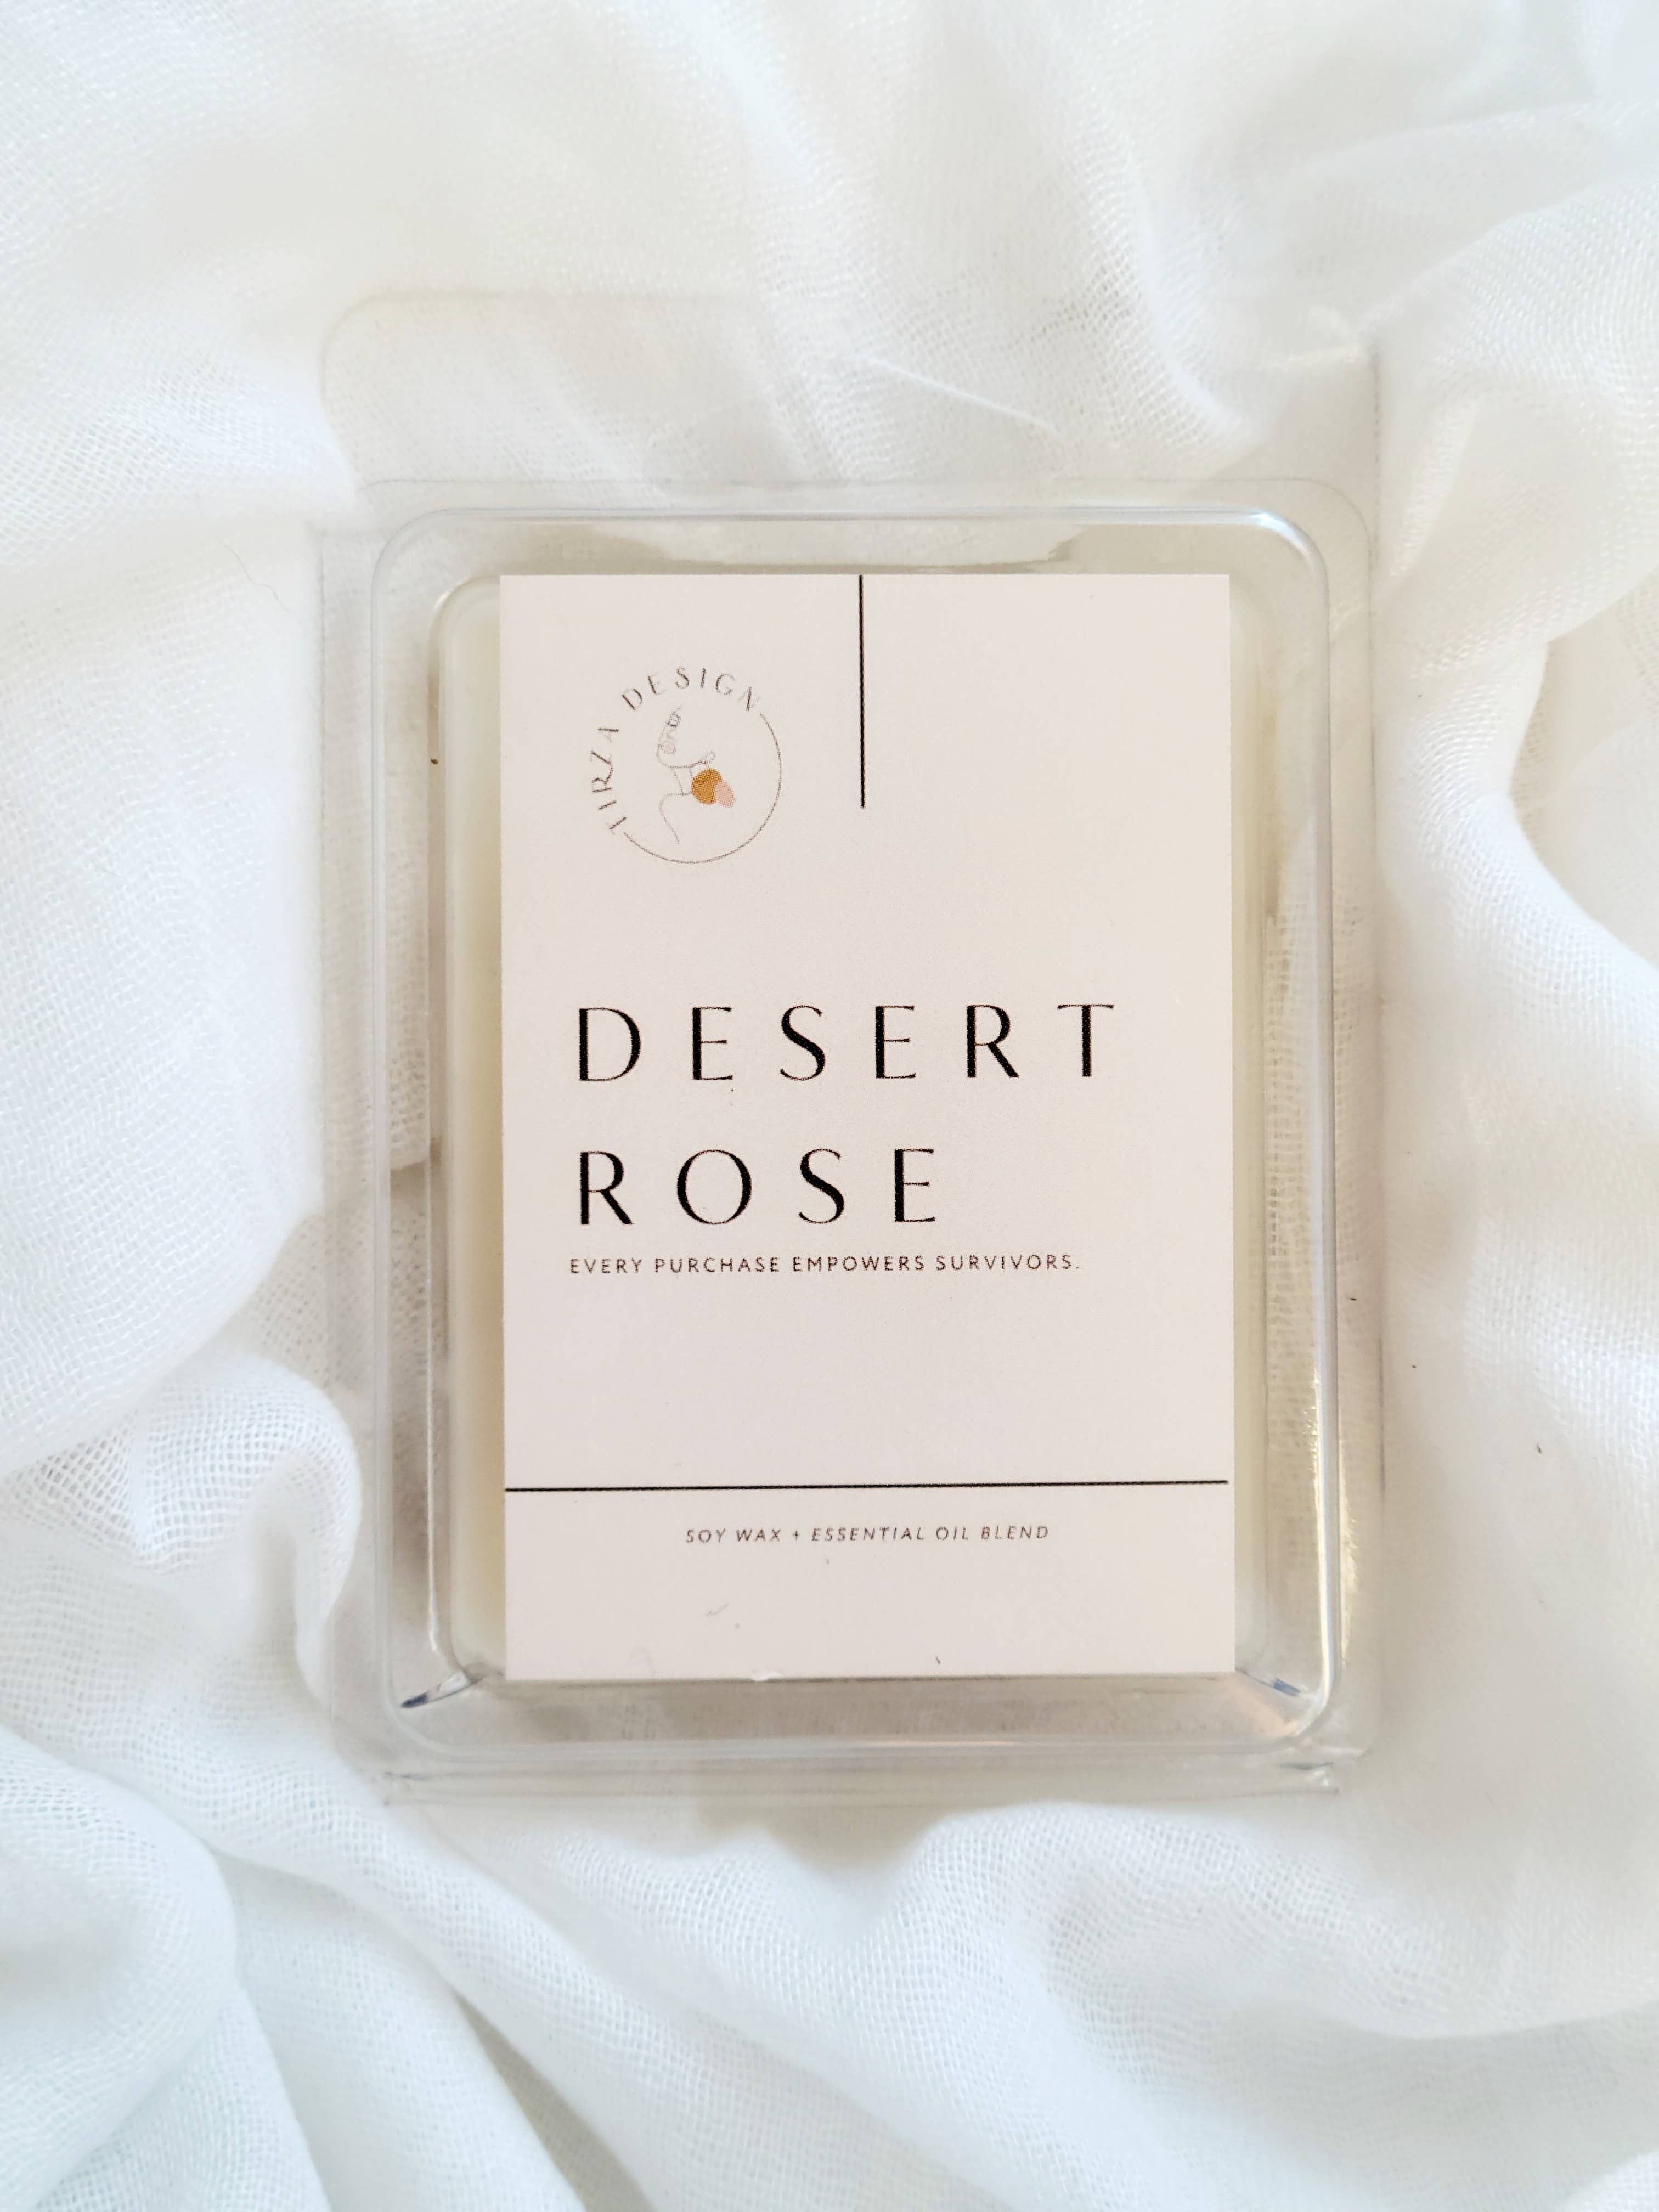 TIRZA DESIGN
DESERT
ROSE
EVERY PURCHASE EMPOWERS SURVIVORS.
SOY WAX + ESSENTIAL OIL BLEND